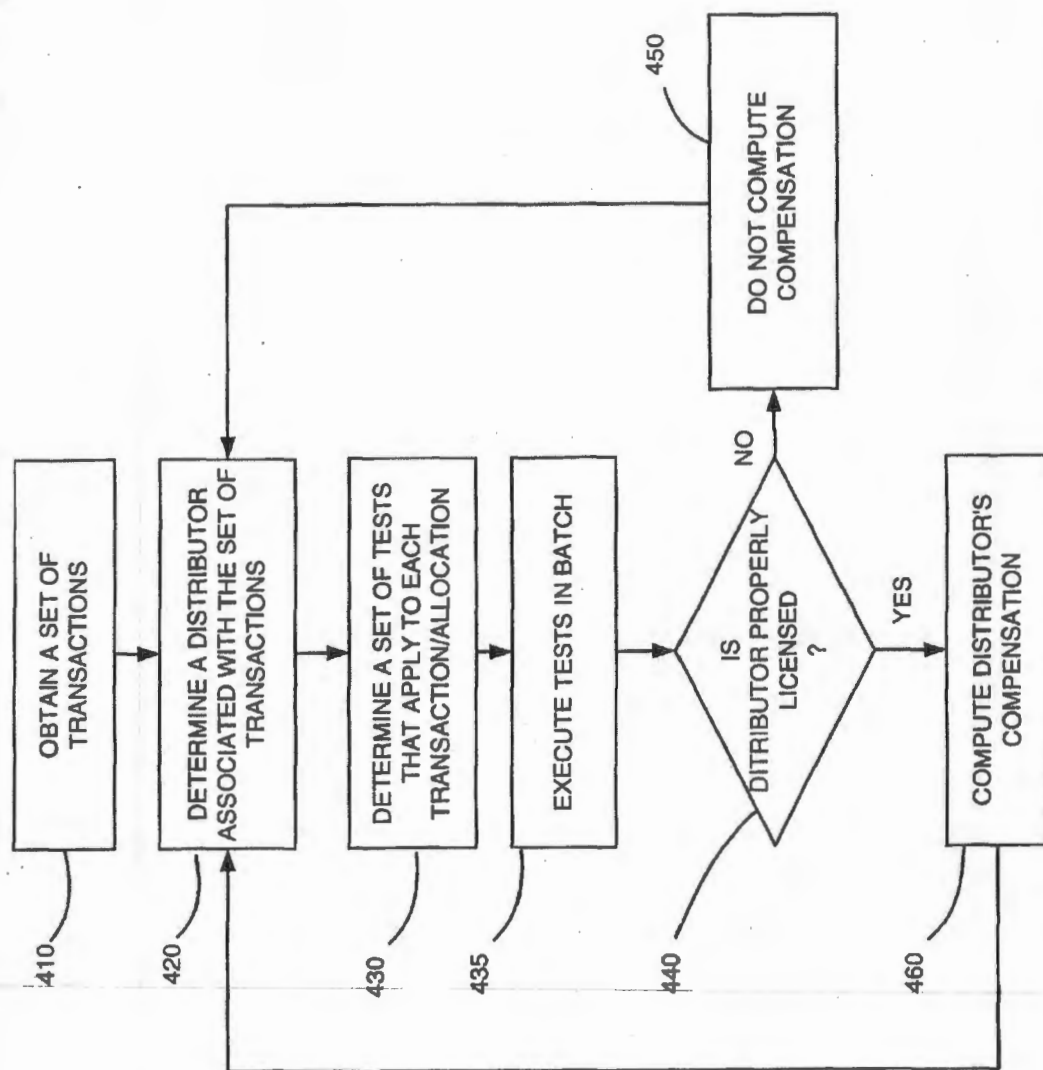 410
OBTAIN A SET OF
TRANSACTIONS
420
DETERMINE A DISTRIBUTOR
ASSOCIATED WITH THE SET OF
TRANSACTIONS
430
DETERMINE A SET OF TESTS
THAT APPLY TO EACH
TRANSACTION/ALLOCATION
435
EXECUTE TESTS IN BATCH
440
IS
DITRIBUTOR PROPERLY
LICENSED
?
NO
450
DO NOT COMPUTE
COMPENSATION
YES
460
COMPUTE DISTRIBUTOR'S
COMPENSATION